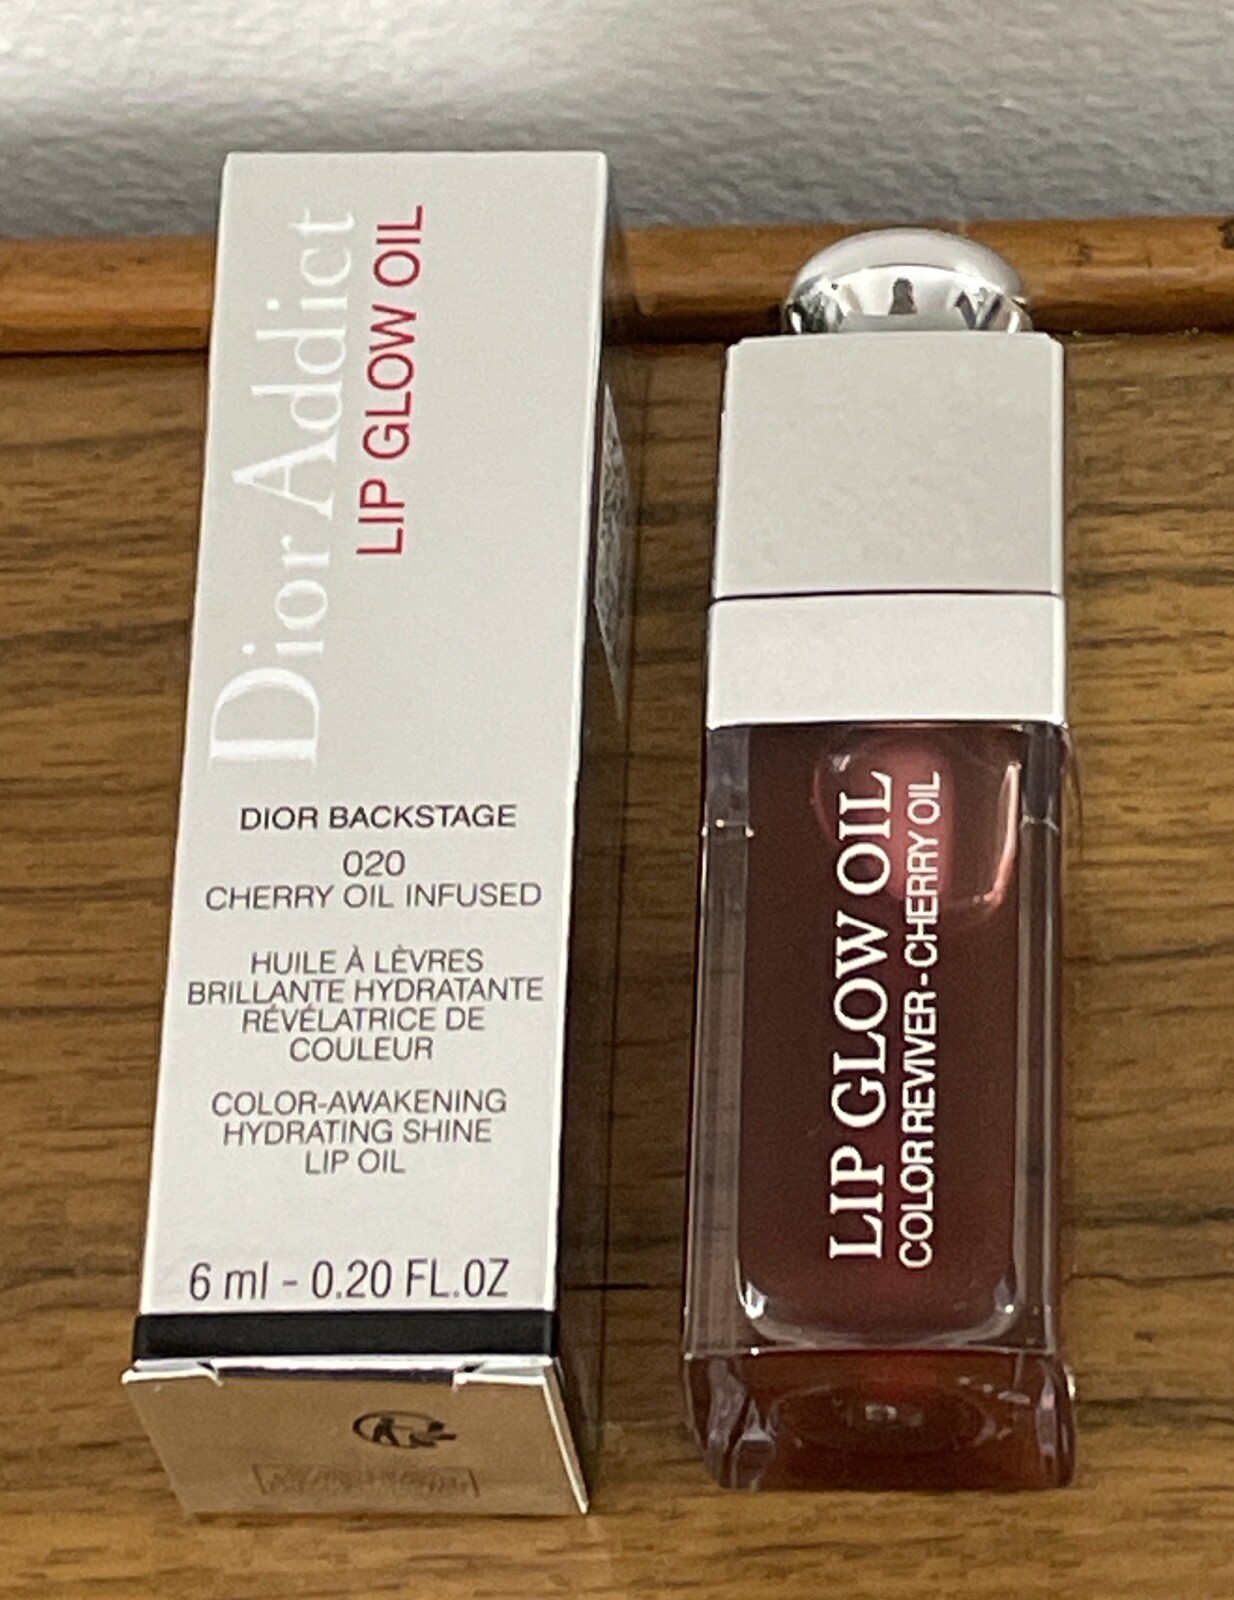 Dior Addict
LIP GLOW OIL
DIOR BACKSTAGE
020
CHERRY OIL INFUSED
HUILE À LÈVRES
BRILLANTE HYDRATANTE
RÉVÉLATRICE DE
COULEUR
COLOR-AWAKENING
HYDRATING SHINE
LIP OIL
6 ml - 0.20 FL.OZ
LIP GLOW OIL
COLOR REVIVER - CHERRY OIL